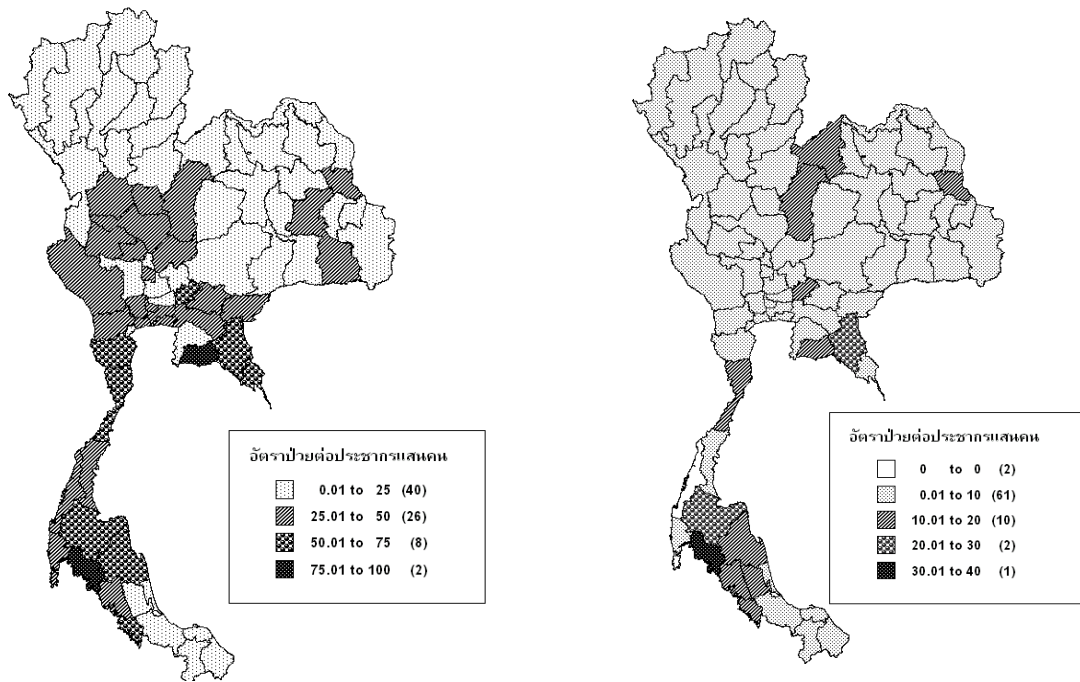 อัตราป่วยต่อประชากรแสนคน
0.01 to 25 (40)
25.01 to 50 (26)
50.01 to 75 (8)
75.01 to 100 (2)
อัตราป่วยต่อประชากรแสนคน
0 to 0 (2)
0.01 to 10 (61)
10.01 to 20 (10)
20.01 to 30 (2)
30.01 to 40 (1)